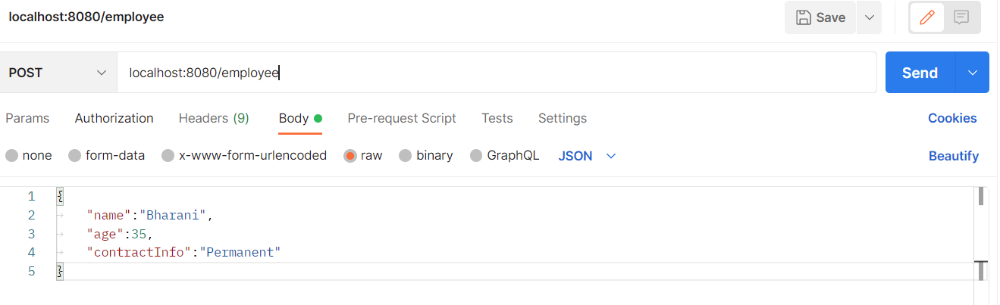 localhost:8080/employee
Save
POST localhost:8080/employee Send
Params Authorization Headers (9) Body Pre-request Script Tests Settings Cookies
none form-data x-www-form-urlencoded raw binary GraphQL JSON Beautify
1 {
2 "name":"Bharani",
3 "age":35,
4 "contractInfo":"Permanent"
5 }